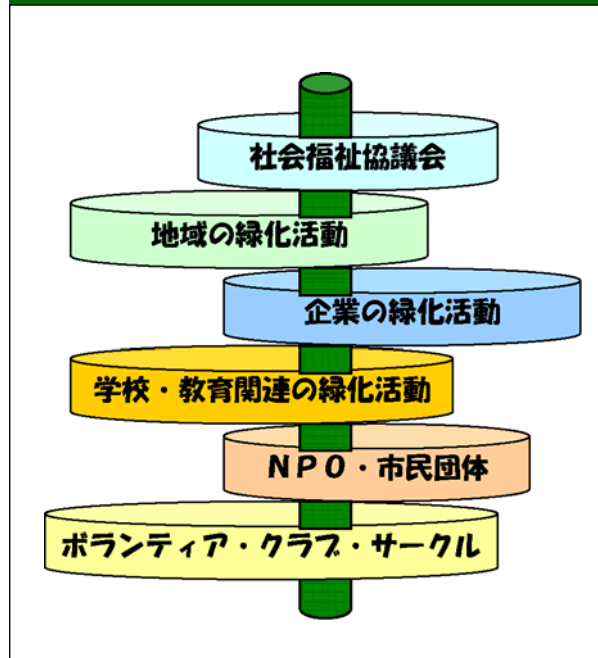 社会福祉協議会
地域の緑化活動
企業の緑化活動
学校・教育関連の緑化活動
ＮＰＯ・市民団体
ボランティア・クラブ・サークル